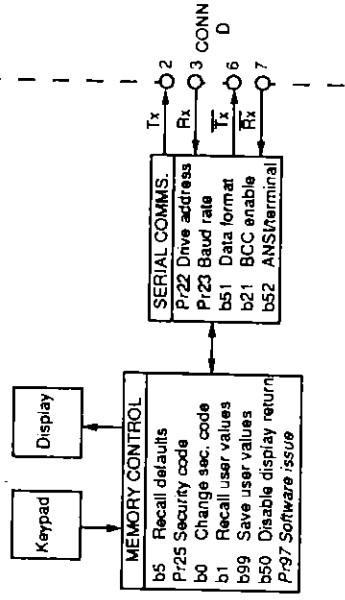 Keypad
Display
MEMORY CONTROL
b5 Recall defaults
Pr25 Security code
b0 Change sec. code
b1 Recall user values
b99 Save user values
b50 Disable display return
Pr97 Software issue
SERIAL COMMS.
Pr22 Drive address
Pr23 Baud rate
b51 Data format
b21 BCC enable
b52 ANSI/terminal
Tx 2
Rx 3
T̅x̅ 6
R̅x̅ 7
CONN
D